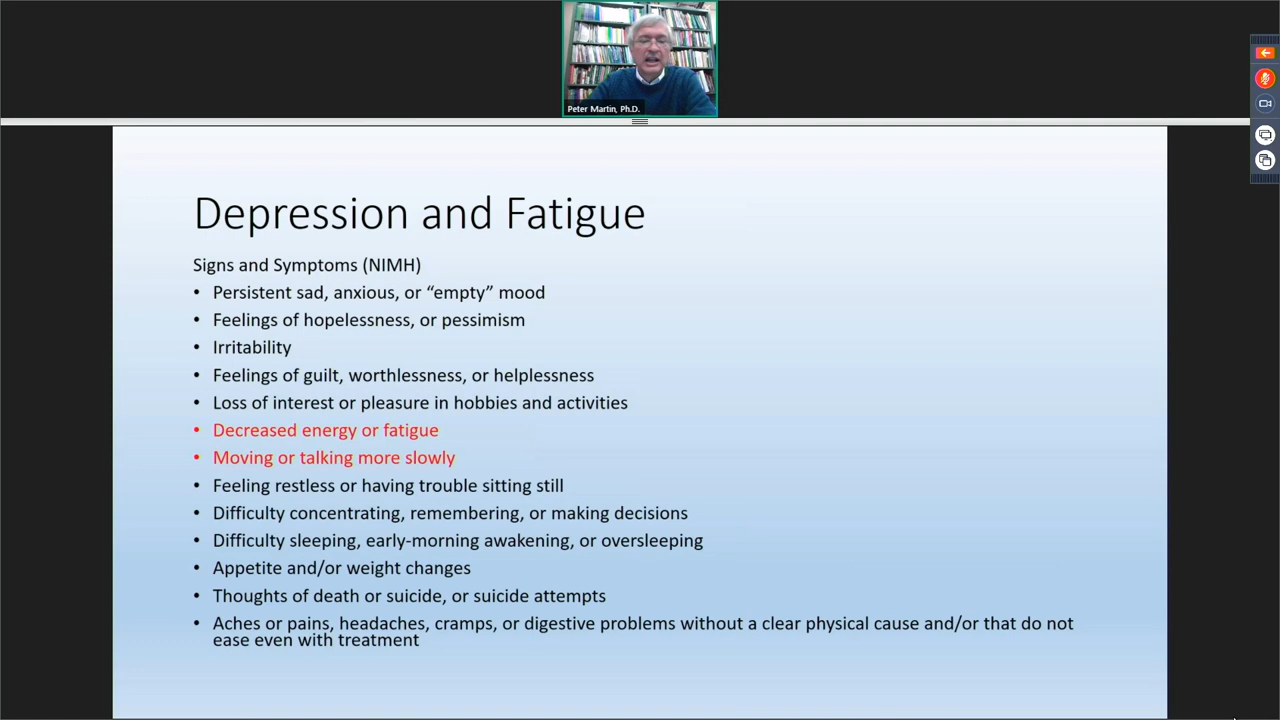 Peter Martin, Ph.D.
Depression and Fatigue
Signs and Symptoms (NIMH)
• Persistent sad, anxious, or “empty” mood
• Feelings of hopelessness, or pessimism
• Irritability
• Feelings of guilt, worthlessness, or helplessness
• Loss of interest or pleasure in hobbies and activities
• Decreased energy or fatigue
• Moving or talking more slowly
• Feeling restless or having trouble sitting still
• Difficulty concentrating, remembering, or making decisions
• Difficulty sleeping, early-morning awakening, or oversleeping
• Appetite and/or weight changes
• Thoughts of death or suicide, or suicide attempts
• Aches or pains, headaches, cramps, or digestive problems without a clear physical cause and/or that do not
ease even with treatment